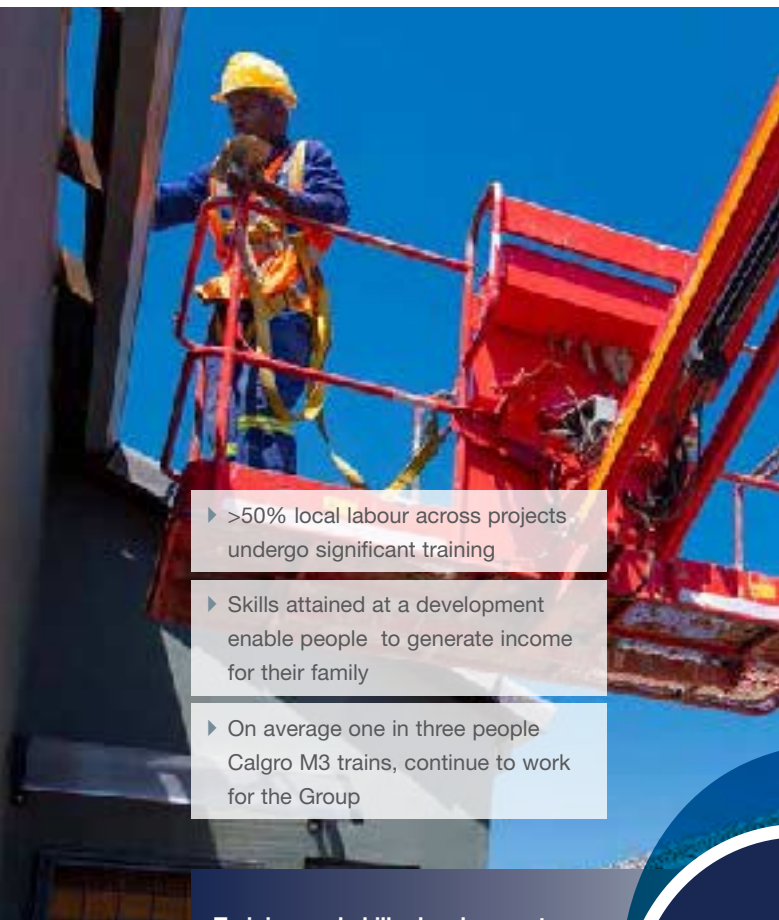 >50% local labour across projects
undergo significant training
Skills attained at a development
enable people to generate income
for their family
On average one in three people
Calgro M3 trains, continue to work
for the Group